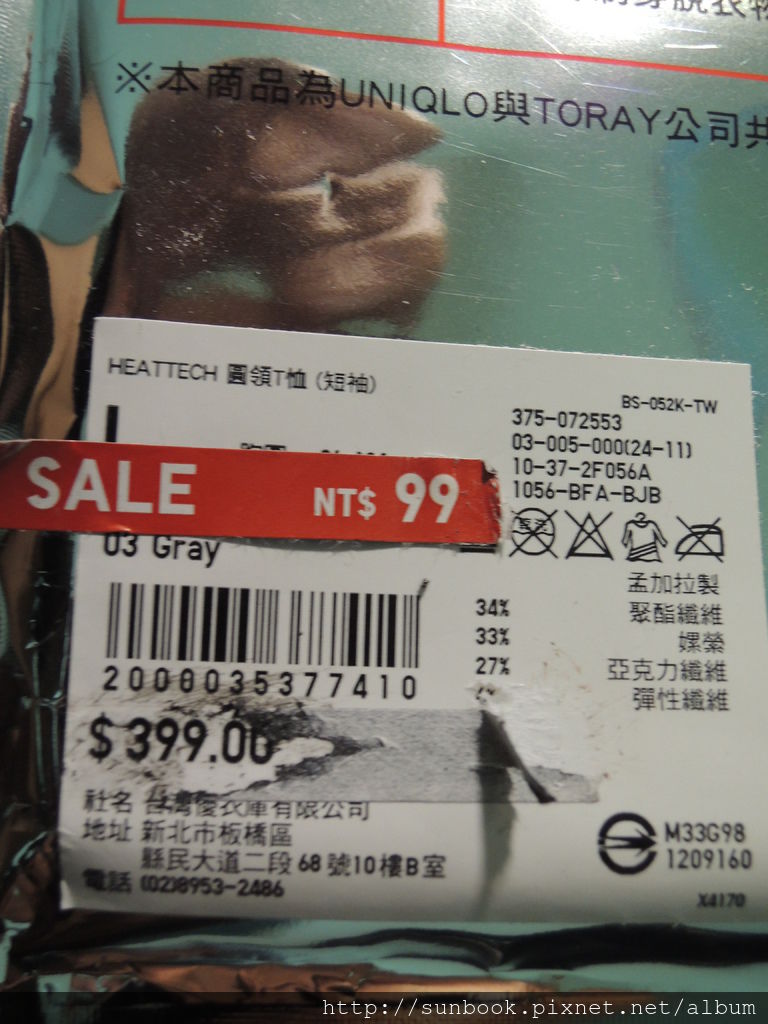 ※本商品為UNIQLO與TORAY公司共
HEATTECH 圓領T恤 (短袖)
BS-052K-TW
375-072553
03-005-000(24-11)
10-37-2F056A
1056-BFA-BJB
L
SALE NT$ 99
03 Gray
孟加拉製
34% 聚酯纖維
33% 嫘縈
27% 亞克力纖維
彈性纖維
2000035377410
$399.00
社名 台灣優衣庫有限公司
地址 新北市板橋區
縣民大道二段68號10樓B室
電話 (02)8953-2486
M33G98
1209160
X4170
http://sunbook.pixnet.net/album